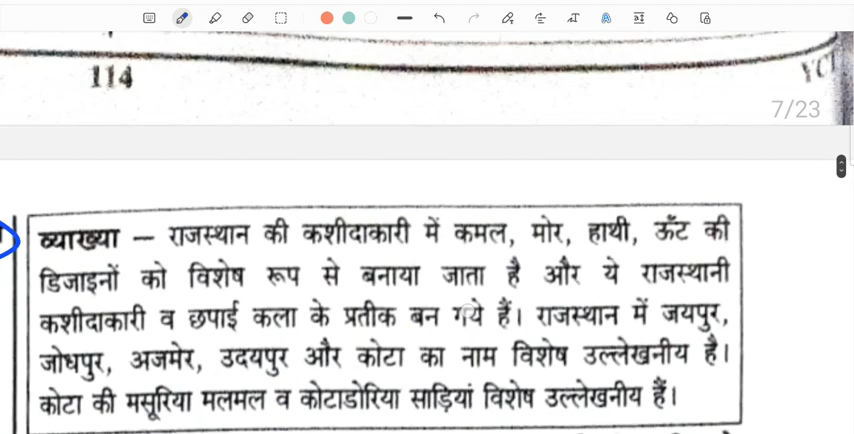 114
YCT
7/23
व्याख्या – राजस्थान की कशीदाकारी में कमल, मोर, हाथी, ऊँट की
डिजाइनों को विशेष रूप से बनाया जाता है और ये राजस्थानी
कशीदाकारी व छपाई कला के प्रतीक बन गये हैं। राजस्थान में जयपुर,
जोधपुर, अजमेर, उदयपुर और कोटा का नाम विशेष उल्लेखनीय है।
कोटा की मसूरिया मलमल व कोटाडोरिया साड़ियां विशेष उल्लेखनीय हैं।